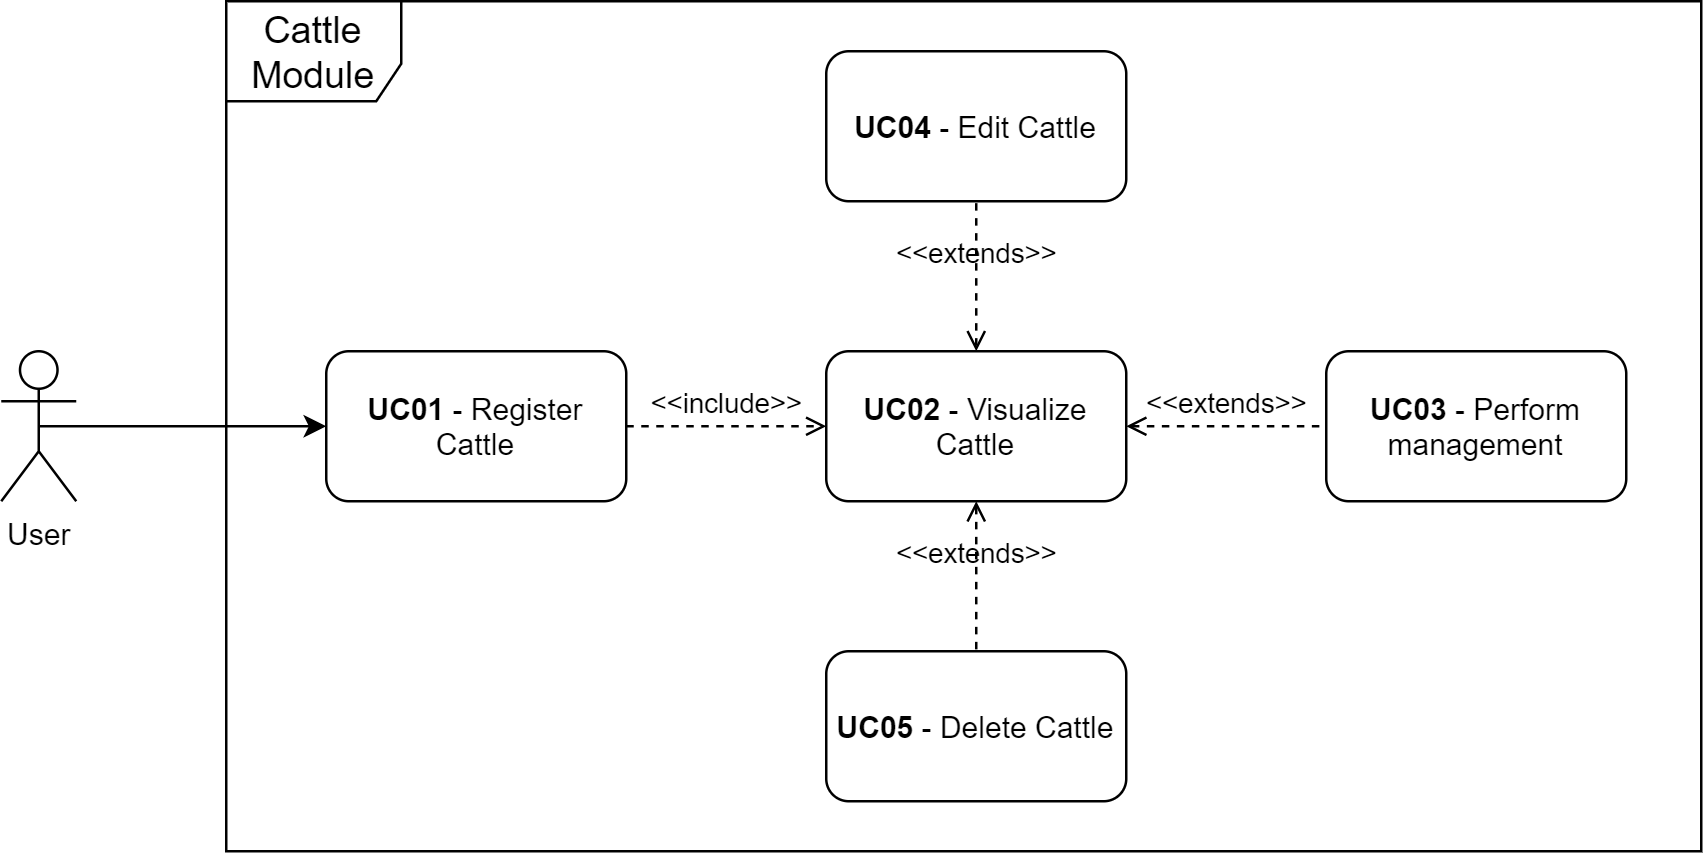 Cattle
Module
UC04 - Edit Cattle
<<extends>>
UC01 - Register
Cattle
<<include>>
UC02 - Visualize
Cattle
<<extends>>
UC03 - Perform
management
User
<<extends>>
UC05 - Delete Cattle